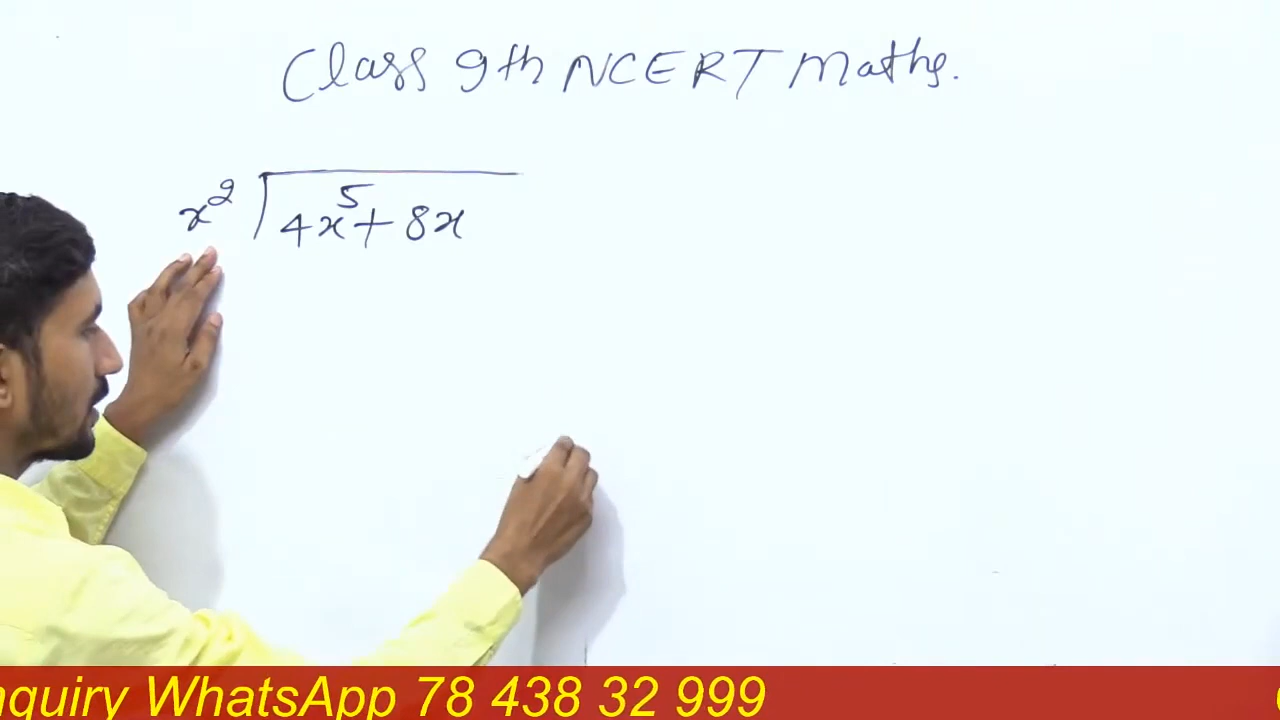 Class 9th NCERT Maths.
x² 4x⁵ + 8x
nquiry WhatsApp 78 438 32 999